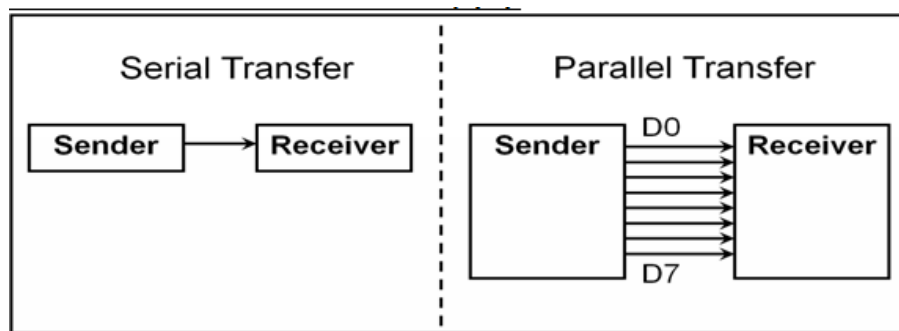 Serial Transfer
Sender
Receiver
Parallel Transfer
Sender
D0
Receiver
D7